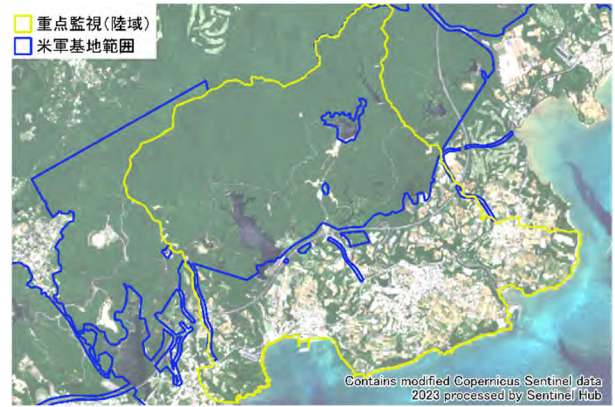 重点監視(陸域)
米軍基地範囲
Contains modified Copernicus Sentinel data
2023 processed by Sentinel Hub